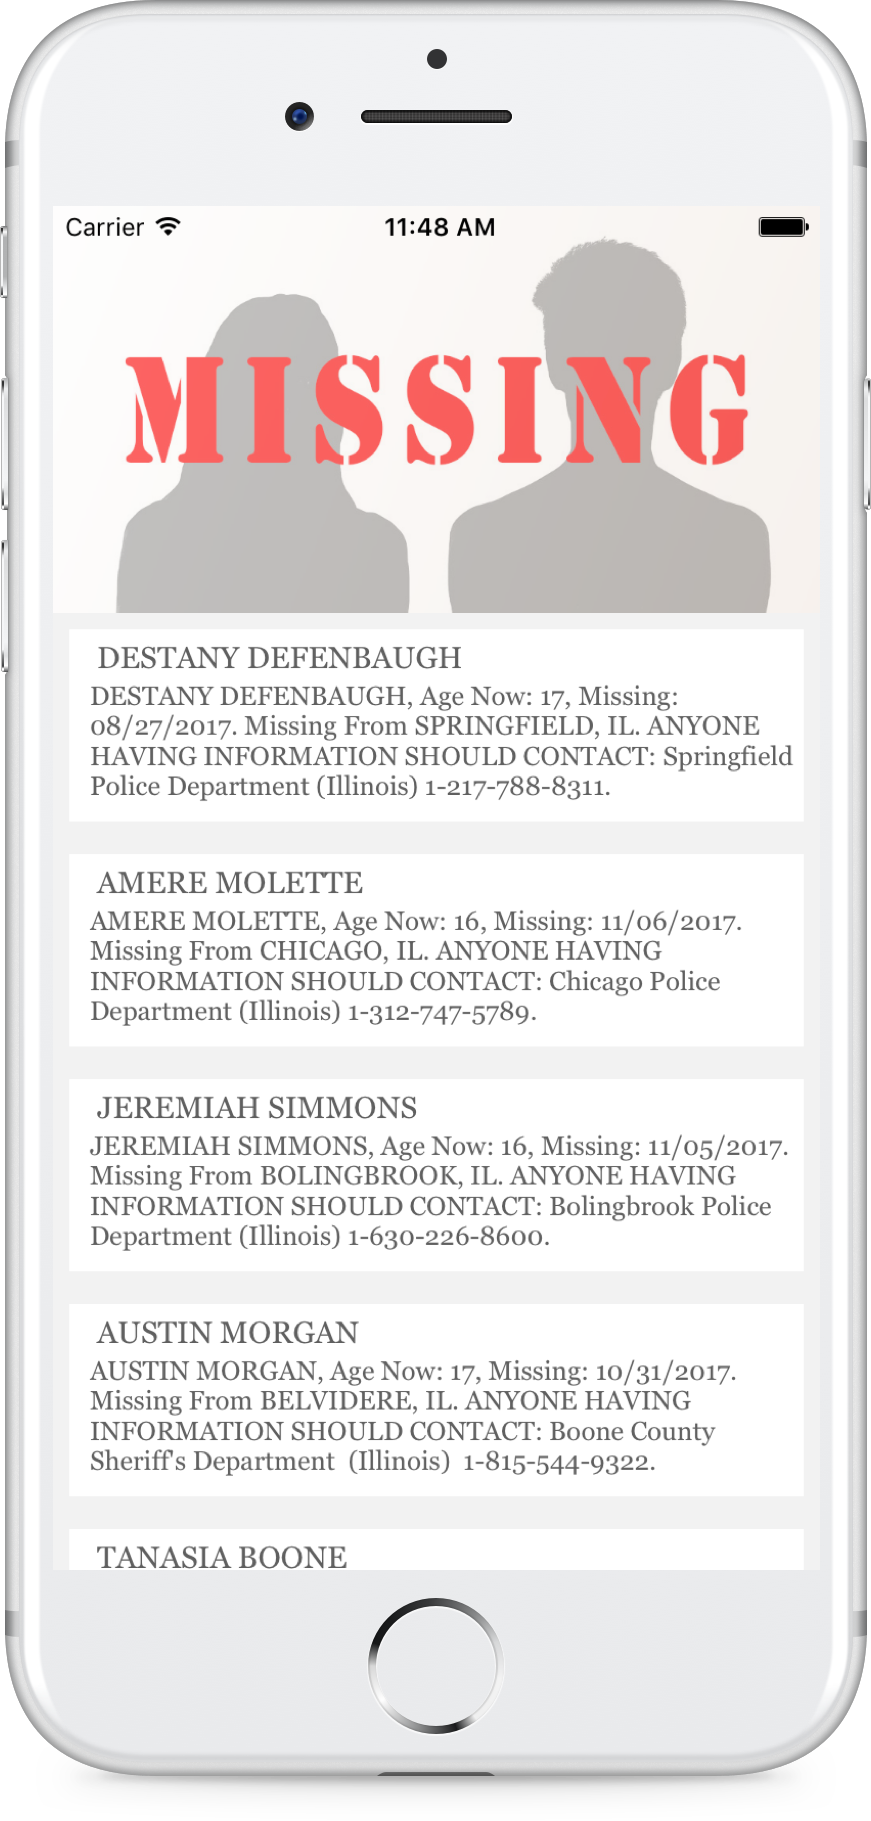 Carrier 11:48 AM
MISSING
DESTANY DEFENBAUGH
DESTANY DEFENBAUGH, Age Now: 17, Missing:
08/27/2017. Missing From SPRINGFIELD, IL. ANYONE
HAVING INFORMATION SHOULD CONTACT: Springfield
Police Department (Illinois) 1-217-788-8311.
AMERE MOLETTE
AMERE MOLETTE, Age Now: 16, Missing: 11/06/2017.
Missing From CHICAGO, IL. ANYONE HAVING
INFORMATION SHOULD CONTACT: Chicago Police
Department (Illinois) 1-312-747-5789.
JEREMIAH SIMMONS
JEREMIAH SIMMONS, Age Now: 16, Missing: 11/05/2017.
Missing From BOLINGBROOK, IL. ANYONE HAVING
INFORMATION SHOULD CONTACT: Bolingbrook Police
Department (Illinois) 1-630-226-8600.
AUSTIN MORGAN
AUSTIN MORGAN, Age Now: 17, Missing: 10/31/2017.
Missing From BELVIDERE, IL. ANYONE HAVING
INFORMATION SHOULD CONTACT: Boone County
Sheriff's Department  (Illinois)  1-815-544-9322.
TANASIA BOONE